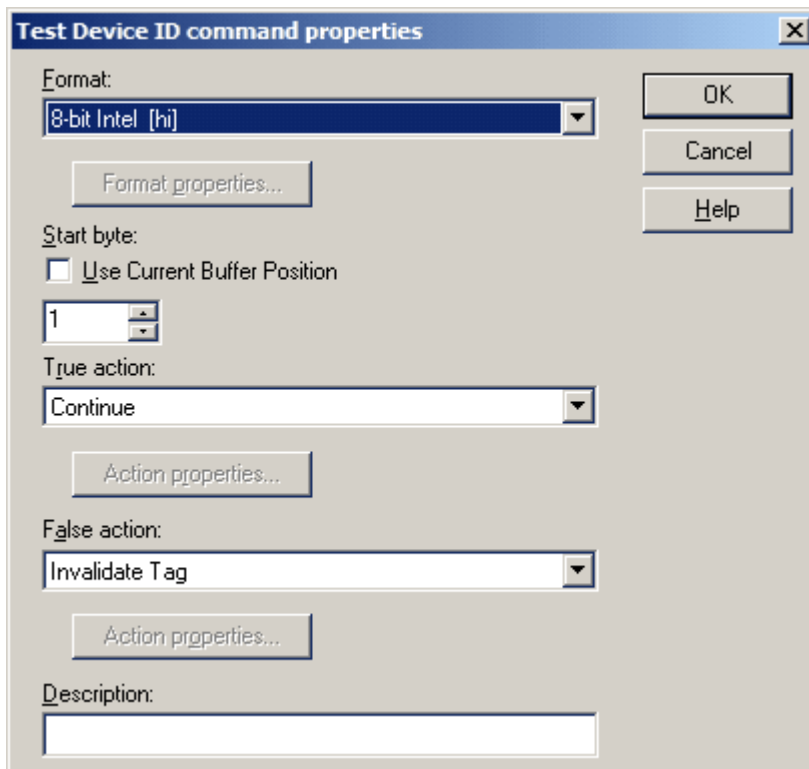 Test Device ID command properties
Format:
8-bit Intel [hi]
OK
Format properties...
Cancel
Help
Start byte:
Use Current Buffer Position
1
True action:
Continue
Action properties...
False action:
Invalidate Tag
Action properties...
Description: